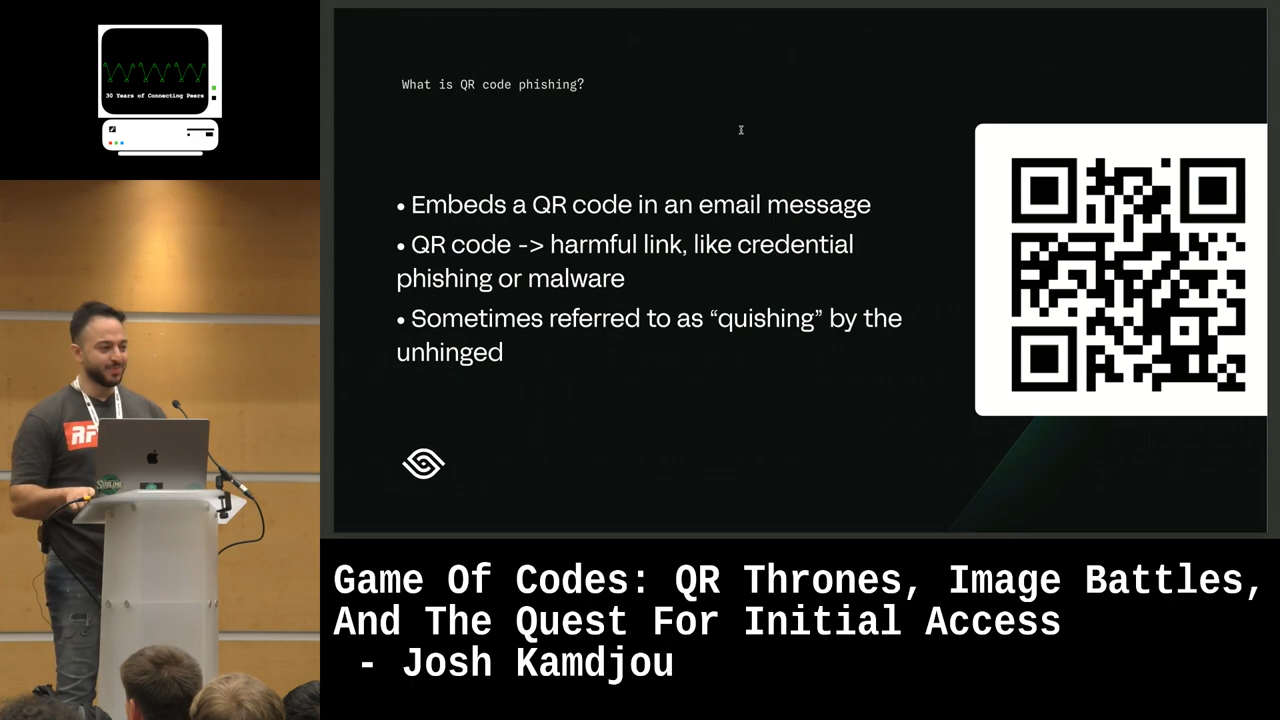 30 Years of Connecting Peers
What is QR code phishing?
• Embeds a QR code in an email message
• QR code -> harmful link, like credential
phishing or malware
• Sometimes referred to as “quishing” by the
unhinged
RF
SUBLIME
Game Of Codes: QR Thrones, Image Battles,
And The Quest For Initial Access
- Josh Kamdjou